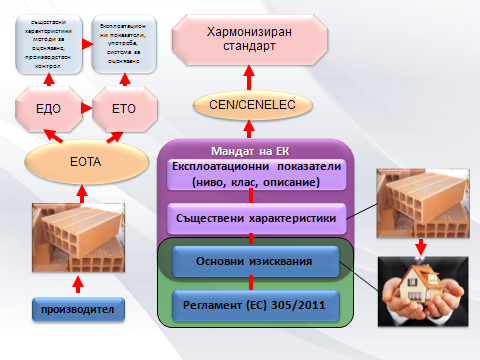 съществени
характеристики
методи за
оценяване,
производствен
контрол
Експлоатацион
ни показатели,
употреба,
система за
оценяване
ЕДО
ЕТО
ЕОТА
производител
Хармонизиран
стандарт
CEN/CENELEC
Мандат на ЕК
Експлоатационни показатели
(ниво, клас, описание)
Съществени характеристики
Основни изисквания
Регламент (ЕС) 305/2011